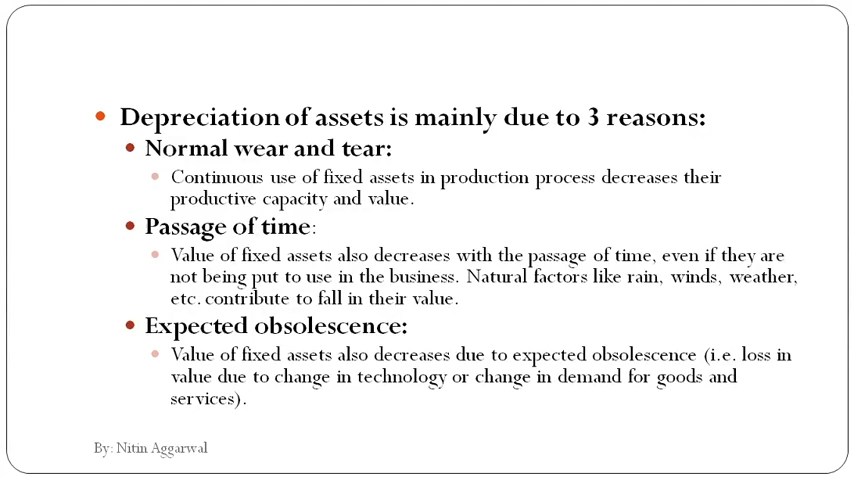 Depreciation of assets is mainly due to 3 reasons:
Normal wear and tear:
Continuous use of fixed assets in production process decreases their
productive capacity and value.
Passage of time:
Value of fixed assets also decreases with the passage of time, even if they are
not being put to use in the business. Natural factors like rain, winds, weather,
etc. contribute to fall in their value.
Expected obsolescence:
Value of fixed assets also decreases due to expected obsolescence (i.e. loss in
value due to change in technology or change in demand for goods and
services).
By: Nitin Aggarwal